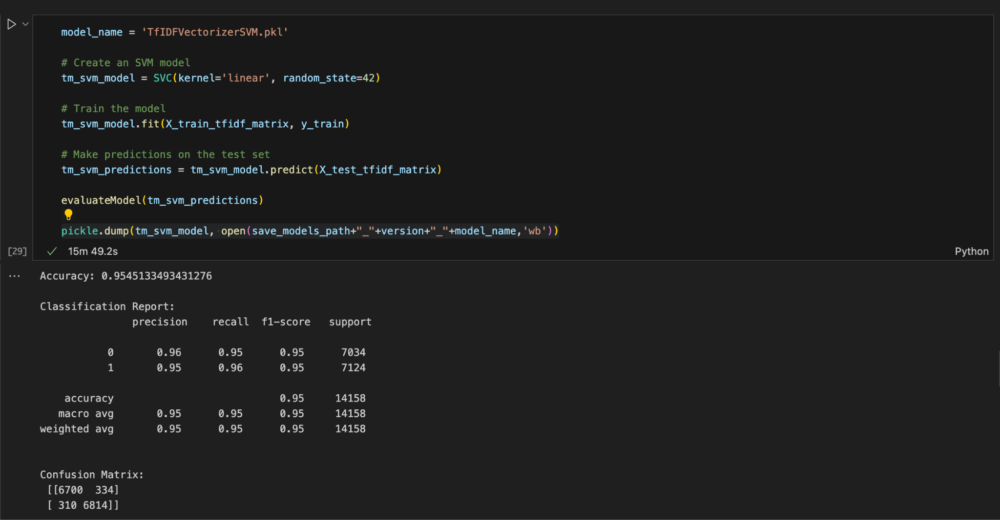 model_name = 'TfIDFVectorizerSVM.pkl'
# Create an SVM model
tm_svm_model = SVC(kernel='linear', random_state=42)
# Train the model
tm_svm_model.fit(X_train_tfidf_matrix, y_train)
# Make predictions on the test set
tm_svm_predictions = tm_svm_model.predict(X_test_tfidf_matrix)
evaluateModel(tm_svm_predictions)
pickle.dump(tm_svm_model, open(save_models_path+"_"+version+"_"+model_name,'wb'))
[29] ✓ 15m 49.2s Python
... Accuracy: 0.9545133493431276
Classification Report:
precision recall f1-score support
0 0.96 0.95 0.95 7034
1 0.95 0.96 0.95 7124
accuracy 0.95 14158
macro avg 0.95 0.95 0.95 14158
weighted avg 0.95 0.95 0.95 14158
Confusion Matrix:
[[6700 334]
[ 310 6814]]